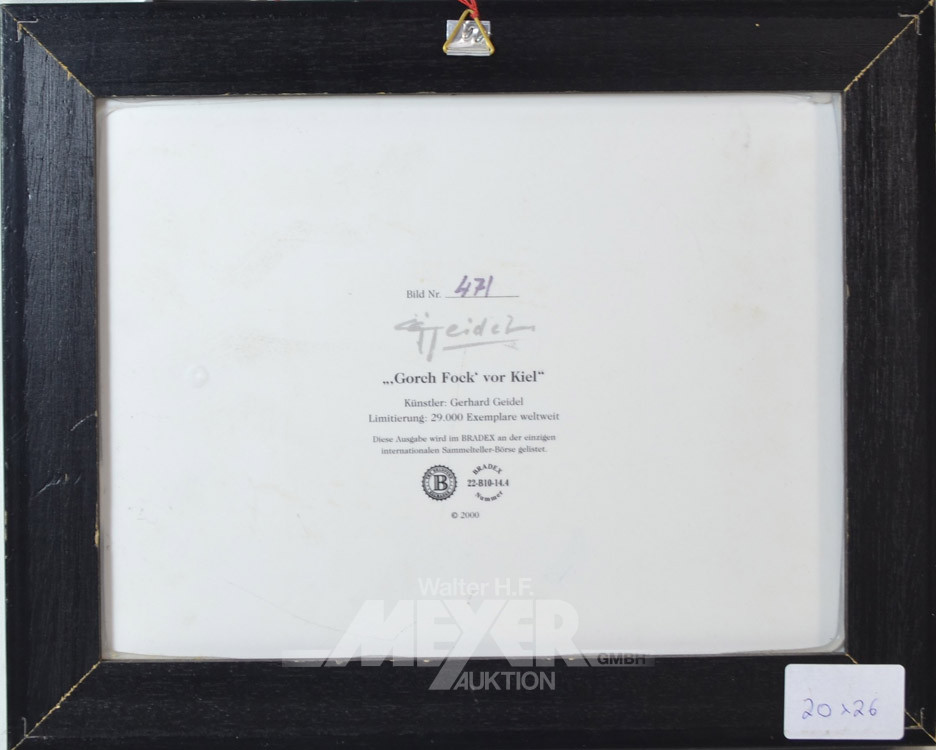 Bild Nr. 471
G Geidel
„‚Gorch Fock‘ vor Kiel“
Künstler: Gerhard Geidel
Limitierung: 29.000 Exemplare weltweit
Diese Ausgabe wird im BRADEX an der einzigen
internationalen Sammelteller-Börse gelistet.
B
BRADEX
22-B10-14.4
Nummer
© 2000
Walter H.F.
MEYER
GMBH
AUKTION
20 x 26